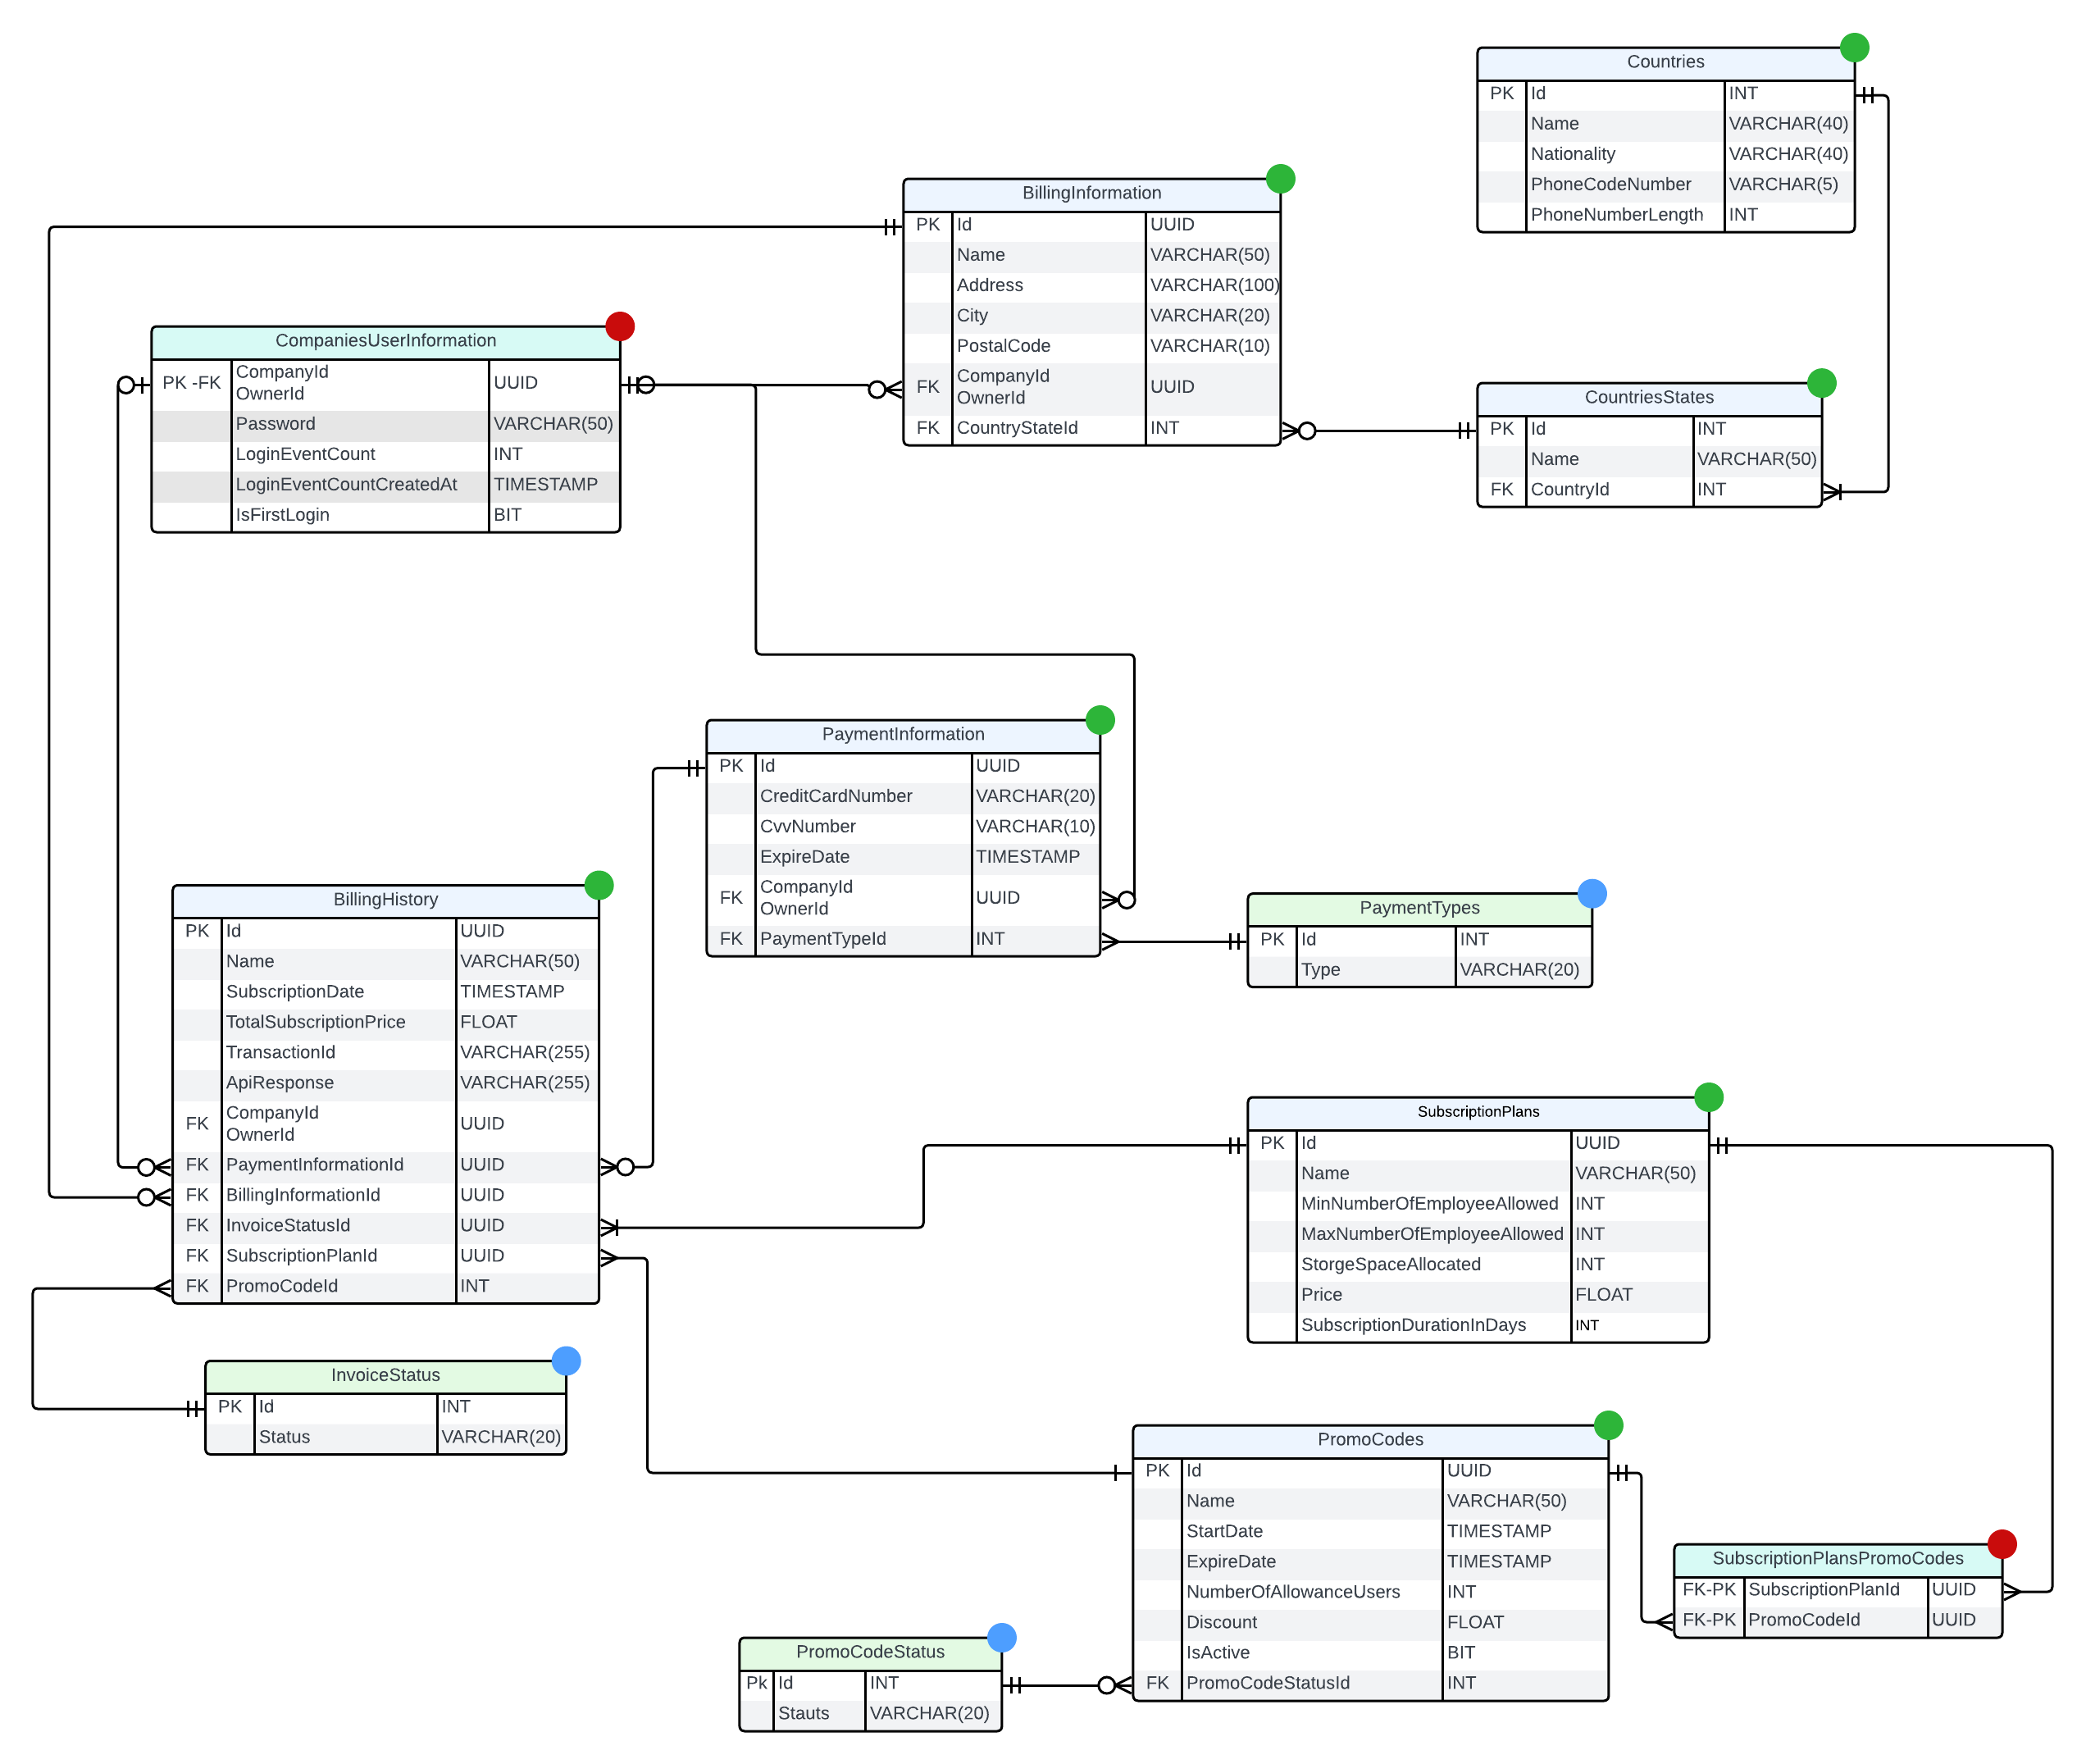 Countries
PK Id INT
Name VARCHAR(40)
Nationality VARCHAR(40)
PhoneCodeNumber VARCHAR(5)
PhoneNumberLength INT
BillingInformation
PK Id UUID
Name VARCHAR(50)
Address VARCHAR(100)
City VARCHAR(20)
PostalCode VARCHAR(10)
CompanyId
FK OwnerId UUID
FK CountryStateId INT
CompaniesUserInformation
CompanyId
PK -FK OwnerId UUID
Password VARCHAR(50)
LoginEventCount INT
LoginEventCountCreatedAt TIMESTAMP
IsFirstLogin BIT
CountriesStates
PK Id INT
Name VARCHAR(50)
FK CountryId INT
PaymentInformation
PK Id UUID
CreditCardNumber VARCHAR(20)
CvvNumber VARCHAR(10)
ExpireDate TIMESTAMP
CompanyId
FK OwnerId UUID
FK PaymentTypeId INT
BillingHistory
PK Id UUID
Name VARCHAR(50)
SubscriptionDate TIMESTAMP
TotalSubscriptionPrice FLOAT
TransactionId VARCHAR(255)
ApiResponse VARCHAR(255)
CompanyId
FK OwnerId UUID
FK PaymentInformationId UUID
FK BillingInformationId UUID
FK InvoiceStatusId UUID
FK SubscriptionPlanId UUID
FK PromoCodeId INT
PaymentTypes
PK Id INT
Type VARCHAR(20)
SubscriptionPlans
PK Id UUID
Name VARCHAR(50)
MinNumberOfEmployeeAllowed INT
MaxNumberOfEmployeeAllowed INT
StorgeSpaceAllocated INT
Price FLOAT
SubscriptionDurationInDays INT
InvoiceStatus
PK Id INT
Status VARCHAR(20)
PromoCodes
PK Id UUID
Name VARCHAR(50)
StartDate TIMESTAMP
ExpireDate TIMESTAMP
NumberOfAllowanceUsers INT
Discount FLOAT
IsActive BIT
FK PromoCodeStatusId INT
SubscriptionPlansPromoCodes
FK-PK SubscriptionPlanId UUID
FK-PK PromoCodeId UUID
PromoCodeStatus
Pk Id INT
Stauts VARCHAR(20)